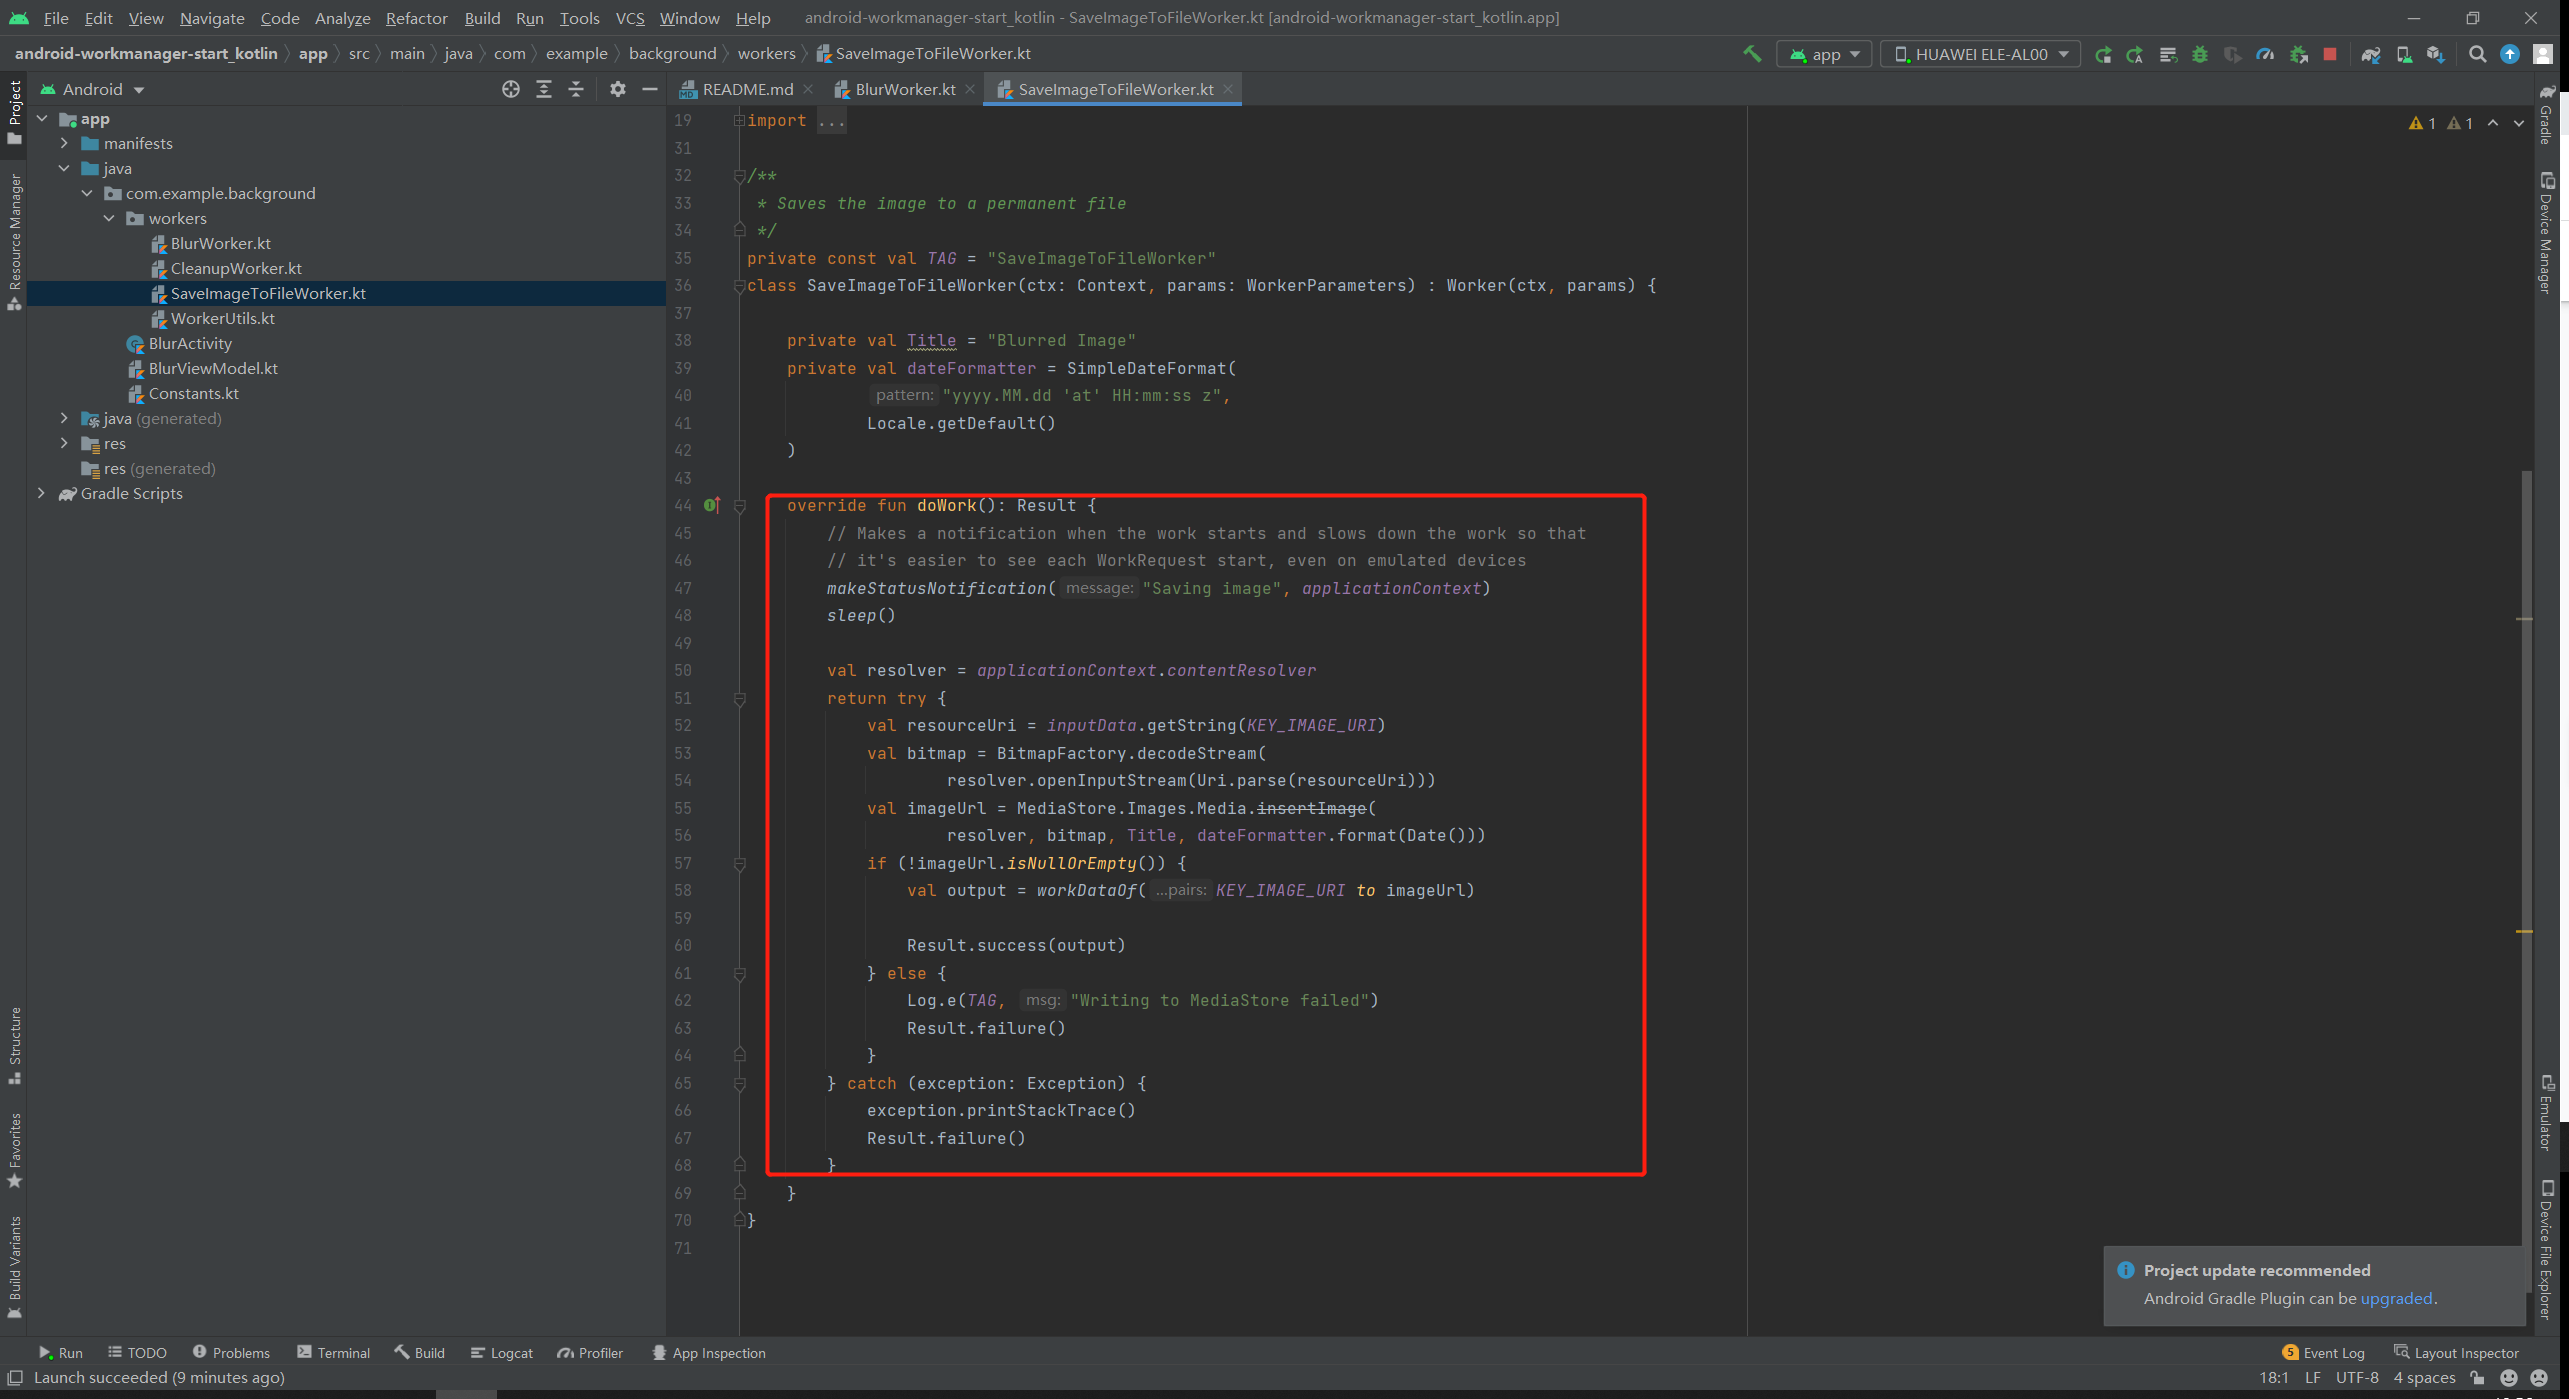 File Edit View Navigate Code Analyze Refactor Build Run Tools VCS Window Help android-workmanager-start_kotlin - SaveImageToFileWorker.kt [android-workmanager-start_kotlin.app]
android-workmanager-start_kotlin app src main java com example background workers SaveImageToFileWorker.kt app HUAWEI ELE-AL00
Android
README.md BlurWorker.kt SaveImageToFileWorker.kt
Project
Resource Manager
Structure
Favorites
Build Variants
app
manifests
java
com.example.background
workers
BlurWorker.kt
CleanupWorker.kt
SaveImageToFileWorker.kt
WorkerUtils.kt
BlurActivity
BlurViewModel.kt
Constants.kt
java (generated)
res
res (generated)
Gradle Scripts
19 import ...
31
32 /**
33 * Saves the image to a permanent file
34 */
35 private const val TAG = "SaveImageToFileWorker"
36 class SaveImageToFileWorker(ctx: Context, params: WorkerParameters) : Worker(ctx, params) {
37
38 private val Title = "Blurred Image"
39 private val dateFormatter = SimpleDateFormat(
40 pattern: "yyyy.MM.dd 'at' HH:mm:ss z",
41 Locale.getDefault()
42 )
43
44 override fun doWork(): Result {
45 // Makes a notification when the work starts and slows down the work so that
46 // it's easier to see each WorkRequest start, even on emulated devices
47 makeStatusNotification( message: "Saving image", applicationContext)
48 sleep()
49
50 val resolver = applicationContext.contentResolver
51 return try {
52 val resourceUri = inputData.getString(KEY_IMAGE_URI)
53 val bitmap = BitmapFactory.decodeStream(
54 resolver.openInputStream(Uri.parse(resourceUri)))
55 val imageUrl = MediaStore.Images.Media.insertImage(
56 resolver, bitmap, Title, dateFormatter.format(Date()))
57 if (!imageUrl.isNullOrEmpty()) {
58 val output = workDataOf( ...pairs: KEY_IMAGE_URI to imageUrl)
59
60 Result.success(output)
61 } else {
62 Log.e(TAG, msg: "Writing to MediaStore failed")
63 Result.failure()
64 }
65 } catch (exception: Exception) {
66 exception.printStackTrace()
67 Result.failure()
68 }
69 }
70 }
71
1 1
Gradle
Device Manager
Emulator
Device File Explorer
Project update recommended
Android Gradle Plugin can be upgraded.
Run TODO Problems Terminal Build Logcat Profiler App Inspection 5 Event Log Layout Inspector
Launch succeeded (9 minutes ago) 18:1 LF UTF-8 4 spaces